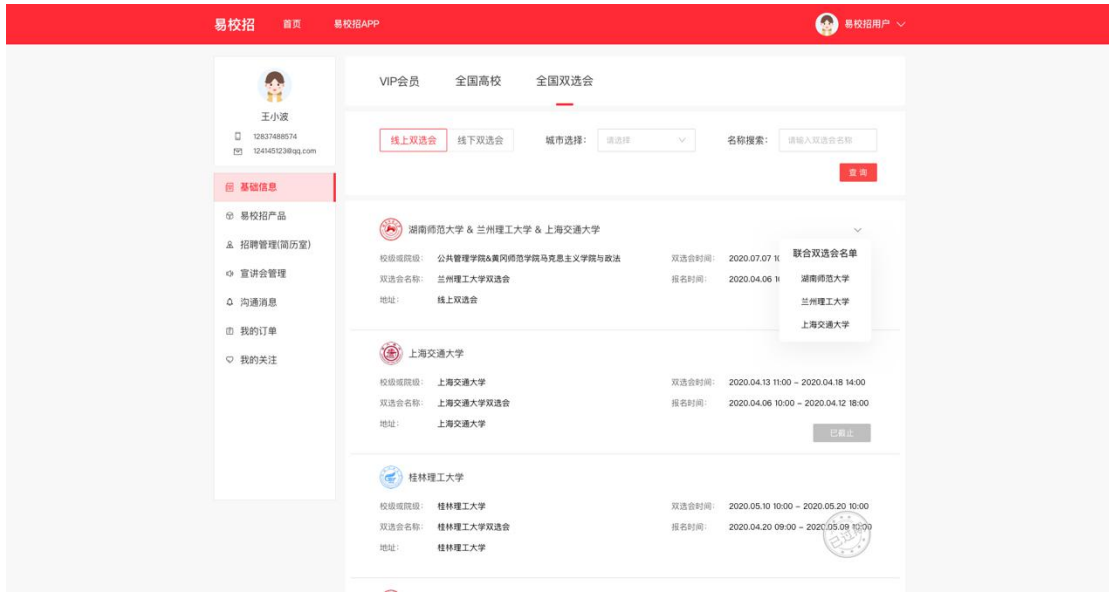 易校招 首页 易校招APP 易校招用户
王小波
12837488574
124145123@qq.com
基础信息
易校招产品
招聘管理(简历室)
宣讲会管理
沟通消息
我的订单
我的关注
VIP会员 全国高校 全国双选会
线上双选会 线下双选会 城市选择： 请选择 名称搜索： 请输入双选会名称
查 询
湖南师范大学 & 兰州理工大学 & 上海交通大学
校级或院级： 公共管理学院&黄冈师范学院马克思主义学院与政法 双选会时间： 2020.07.07 10
双选会名称： 兰州理工大学双选会 报名时间： 2020.04.06 1
地址： 线上双选会
联合双选会名单
湖南师范大学
兰州理工大学
上海交通大学
上海交通大学
校级或院级： 上海交通大学 双选会时间： 2020.04.13 11:00 ~ 2020.04.18 14:00
双选会名称： 上海交通大学双选会 报名时间： 2020.04.06 10:00 ~ 2020.04.12 18:00
地址： 上海交通大学
已截止
桂林理工大学
校级或院级： 桂林理工大学 双选会时间： 2020.05.10 10:00 ~ 2020.05.20 10:00
双选会名称： 桂林理工大学双选会 报名时间： 2020.04.20 09:00 ~ 2020.05.09 10:00
地址： 桂林理工大学
已过期